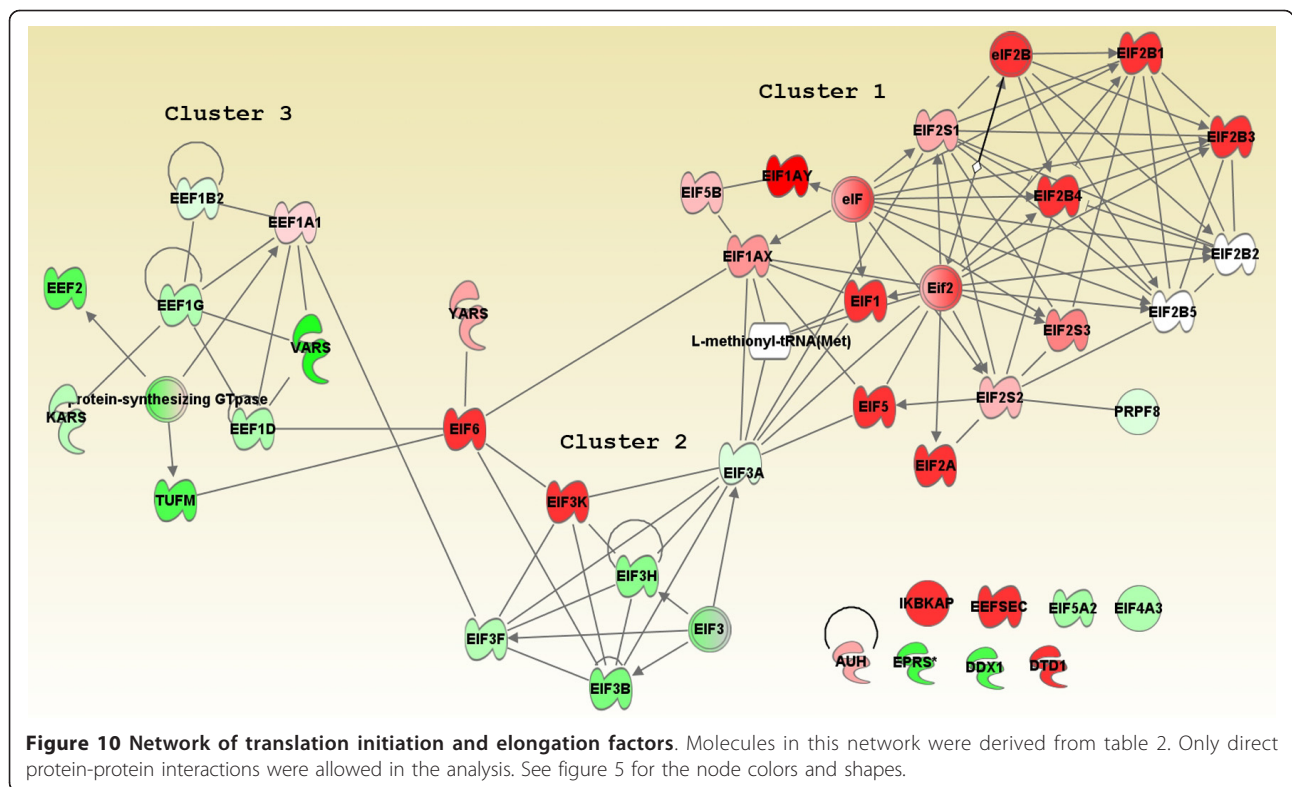 eIF2B
EIF2B1
Cluster 1
Cluster 3
EIF2S1
EIF2B3
EIF1AY
EIF5B
EEF1B2
EIF2B4
eIF
EEF1A1
EIF2B2
EIF1AX
EEF2
Eif2
EEF1G
EIF1
EIF2B5
YARS
EIF2S3
L-methionyl-tRNA(Met)
VARS
protein-synthesizing GTpase
EIF2S2
KARS
EIF5
PRPF8
EEF1D
EIF6
Cluster 2
EIF2A
EIF3A
TUFM
EIF3K
EIF3H
IKBKAP
EEFSEC
EIF5A2
EIF4A3
EIF3
EIF3F
AUH
EPRS*
DDX1
DTD1
EIF3B
Figure 10 Network of translation initiation and elongation factors. Molecules in this network were derived from table 2. Only direct
protein-protein interactions were allowed in the analysis. See figure 5 for the node colors and shapes.